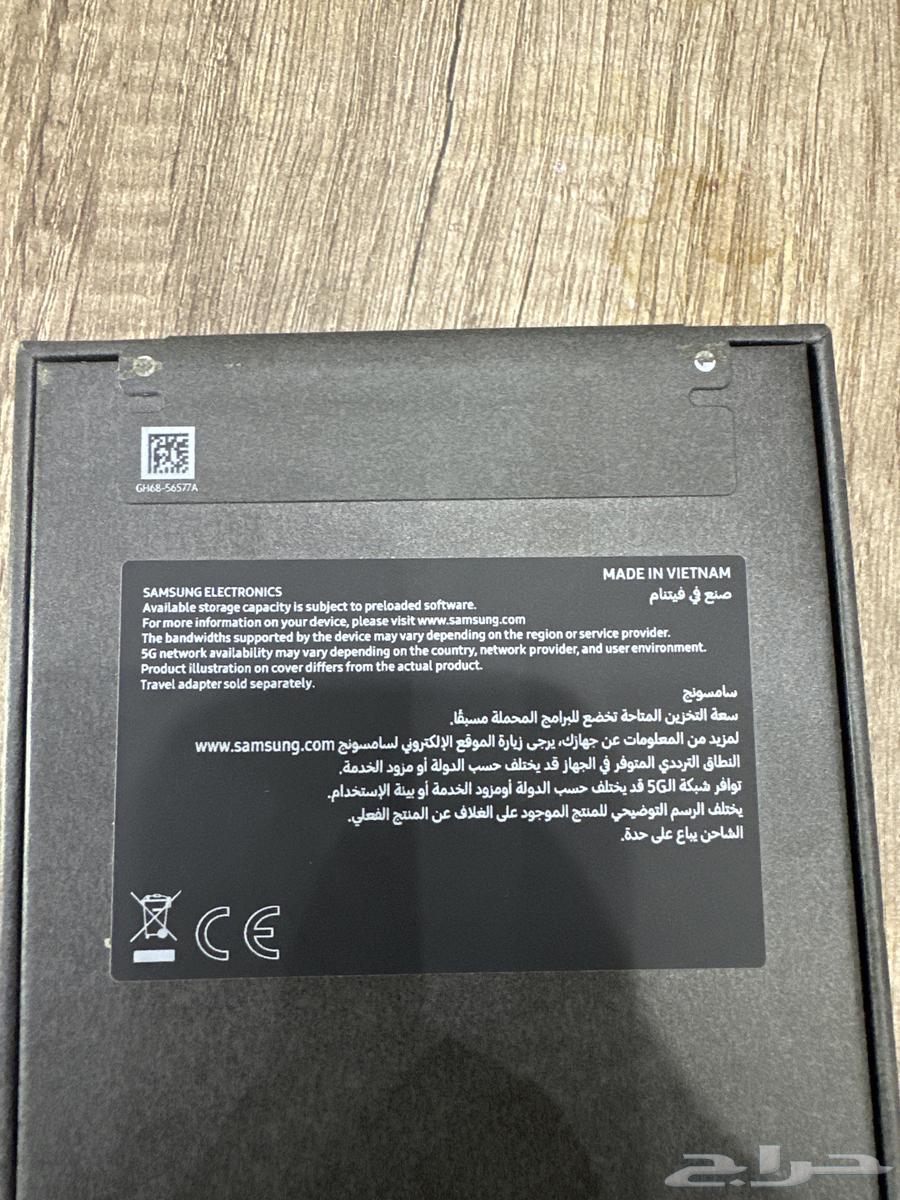 GH68-56577A
MADE IN VIETNAM
صنع في فيتنام
SAMSUNG ELECTRONICS
Available storage capacity is subject to preloaded software.
For more information on your device, please visit www.samsung.com
The bandwidths supported by the device may vary depending on the region or service provider.
5G network availability may vary depending on the country, network provider, and user environment.
Product illustration on cover differs from the actual product.
Travel adapter sold separately.
سامسونج
سعة التخزين المتاحة تخضع للبرامج المحملة مسبقًا.
لمزيد من المعلومات عن جهازك، يرجى زيارة الموقع الإلكتروني لسامسونج www.samsung.com
النطاق الترددي المتوفر في الجهاز قد يختلف حسب الدولة أو مزود الخدمة.
توافر شبكة الـ5G قد يختلف حسب الدولة أومزود الخدمة أو بيئة الإستخدام.
يختلف الرسم التوضيحي للمنتج الموجود على الغلاف عن المنتج الفعلي.
الشاحن يباع على حدة.
CE
حراج